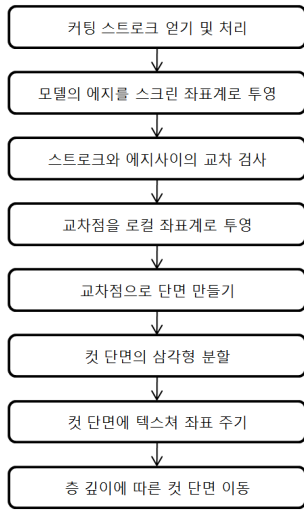 커팅 스트로크 얻기 및 처리
모델의 에지를 스크린 좌표계로 투영
스트로크와 에지사이의 교차 검사
교차점을 로컬 좌표계로 투영
교차점으로 단면 만들기
컷 단면의 삼각형 분할
컷 단면에 텍스쳐 좌표 주기
층 깊이에 따른 컷 단면 이동